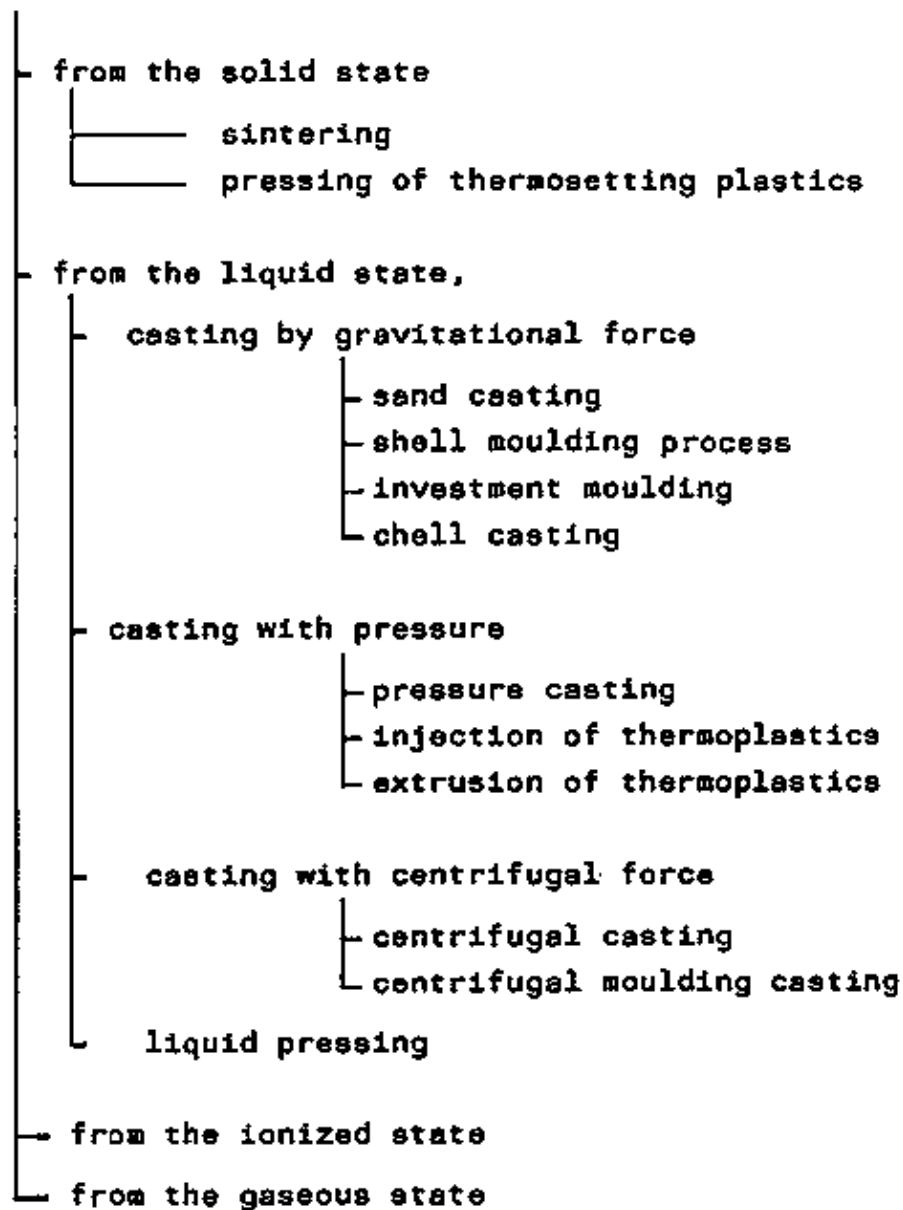 from the solid state
sintering
pressing of thermosetting plastics
from the liquid state,
casting by gravitational force
sand casting
shell moulding process
investment moulding
chell casting
casting with pressure
pressure casting
injection of thermoplastics
extrusion of thermoplastics
casting with centrifugal force
centrifugal casting
centrifugal moulding casting
liquid pressing
from the ionized state
from the gaseous state